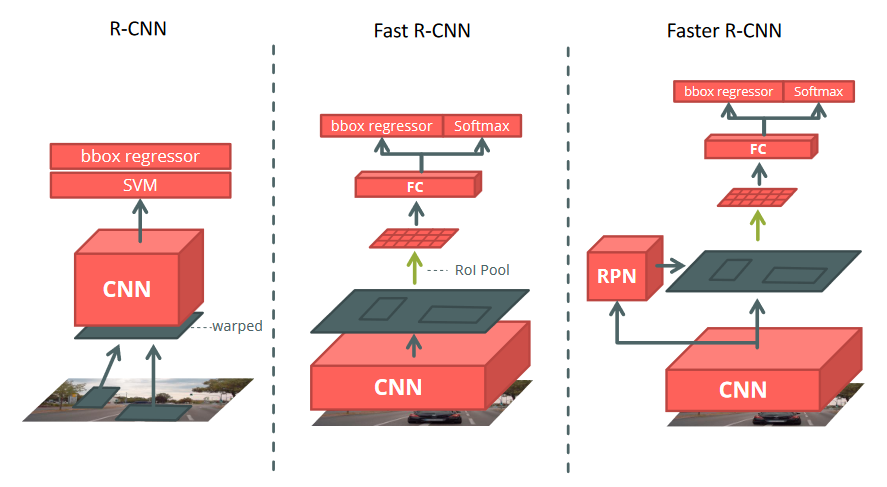 R-CNN
bbox regressor
SVM
CNN
warped
Fast R-CNN
bbox regressor Softmax
FC
RoI Pool
CNN
Faster R-CNN
bbox regressor Softmax
FC
RPN
CNN